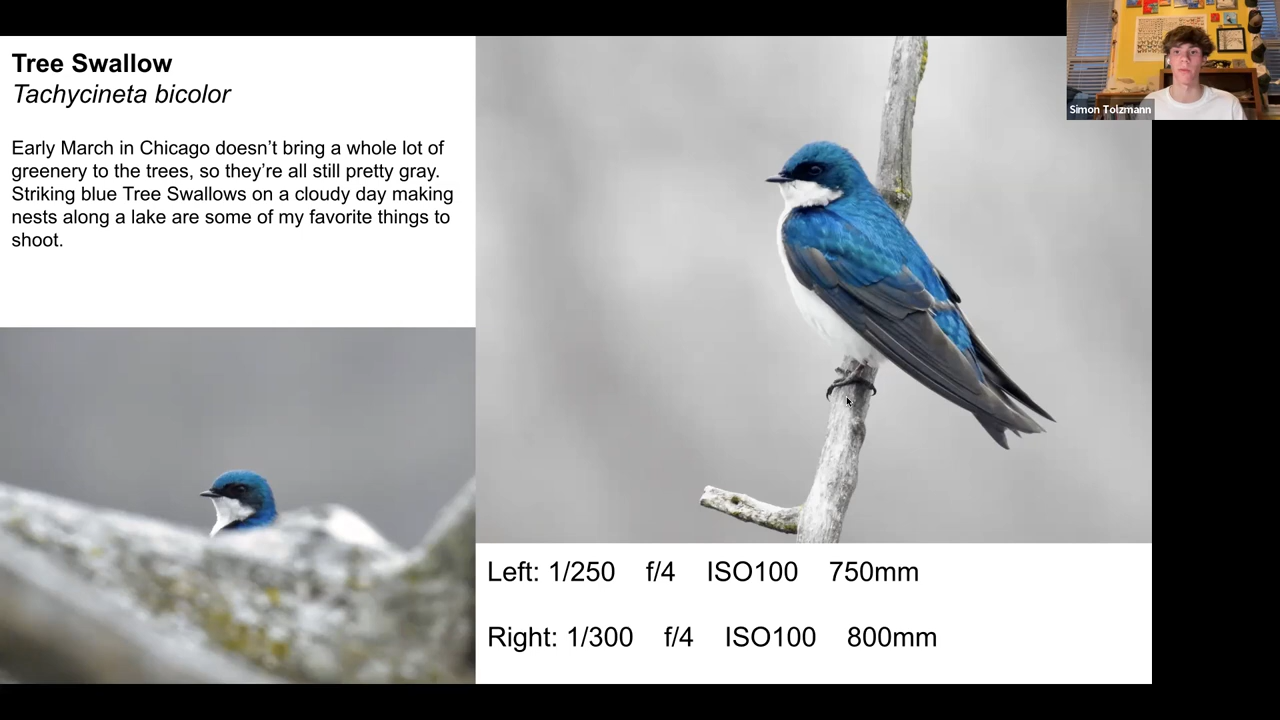 Tree Swallow
Tachycineta bicolor
Early March in Chicago doesn’t bring a whole lot of
greenery to the trees, so they’re all still pretty gray.
Striking blue Tree Swallows on a cloudy day making
nests along a lake are some of my favorite things to
shoot.
Simon Tolzmann
Left: 1/250 f/4 ISO100 750mm
Right: 1/300 f/4 ISO100 800mm